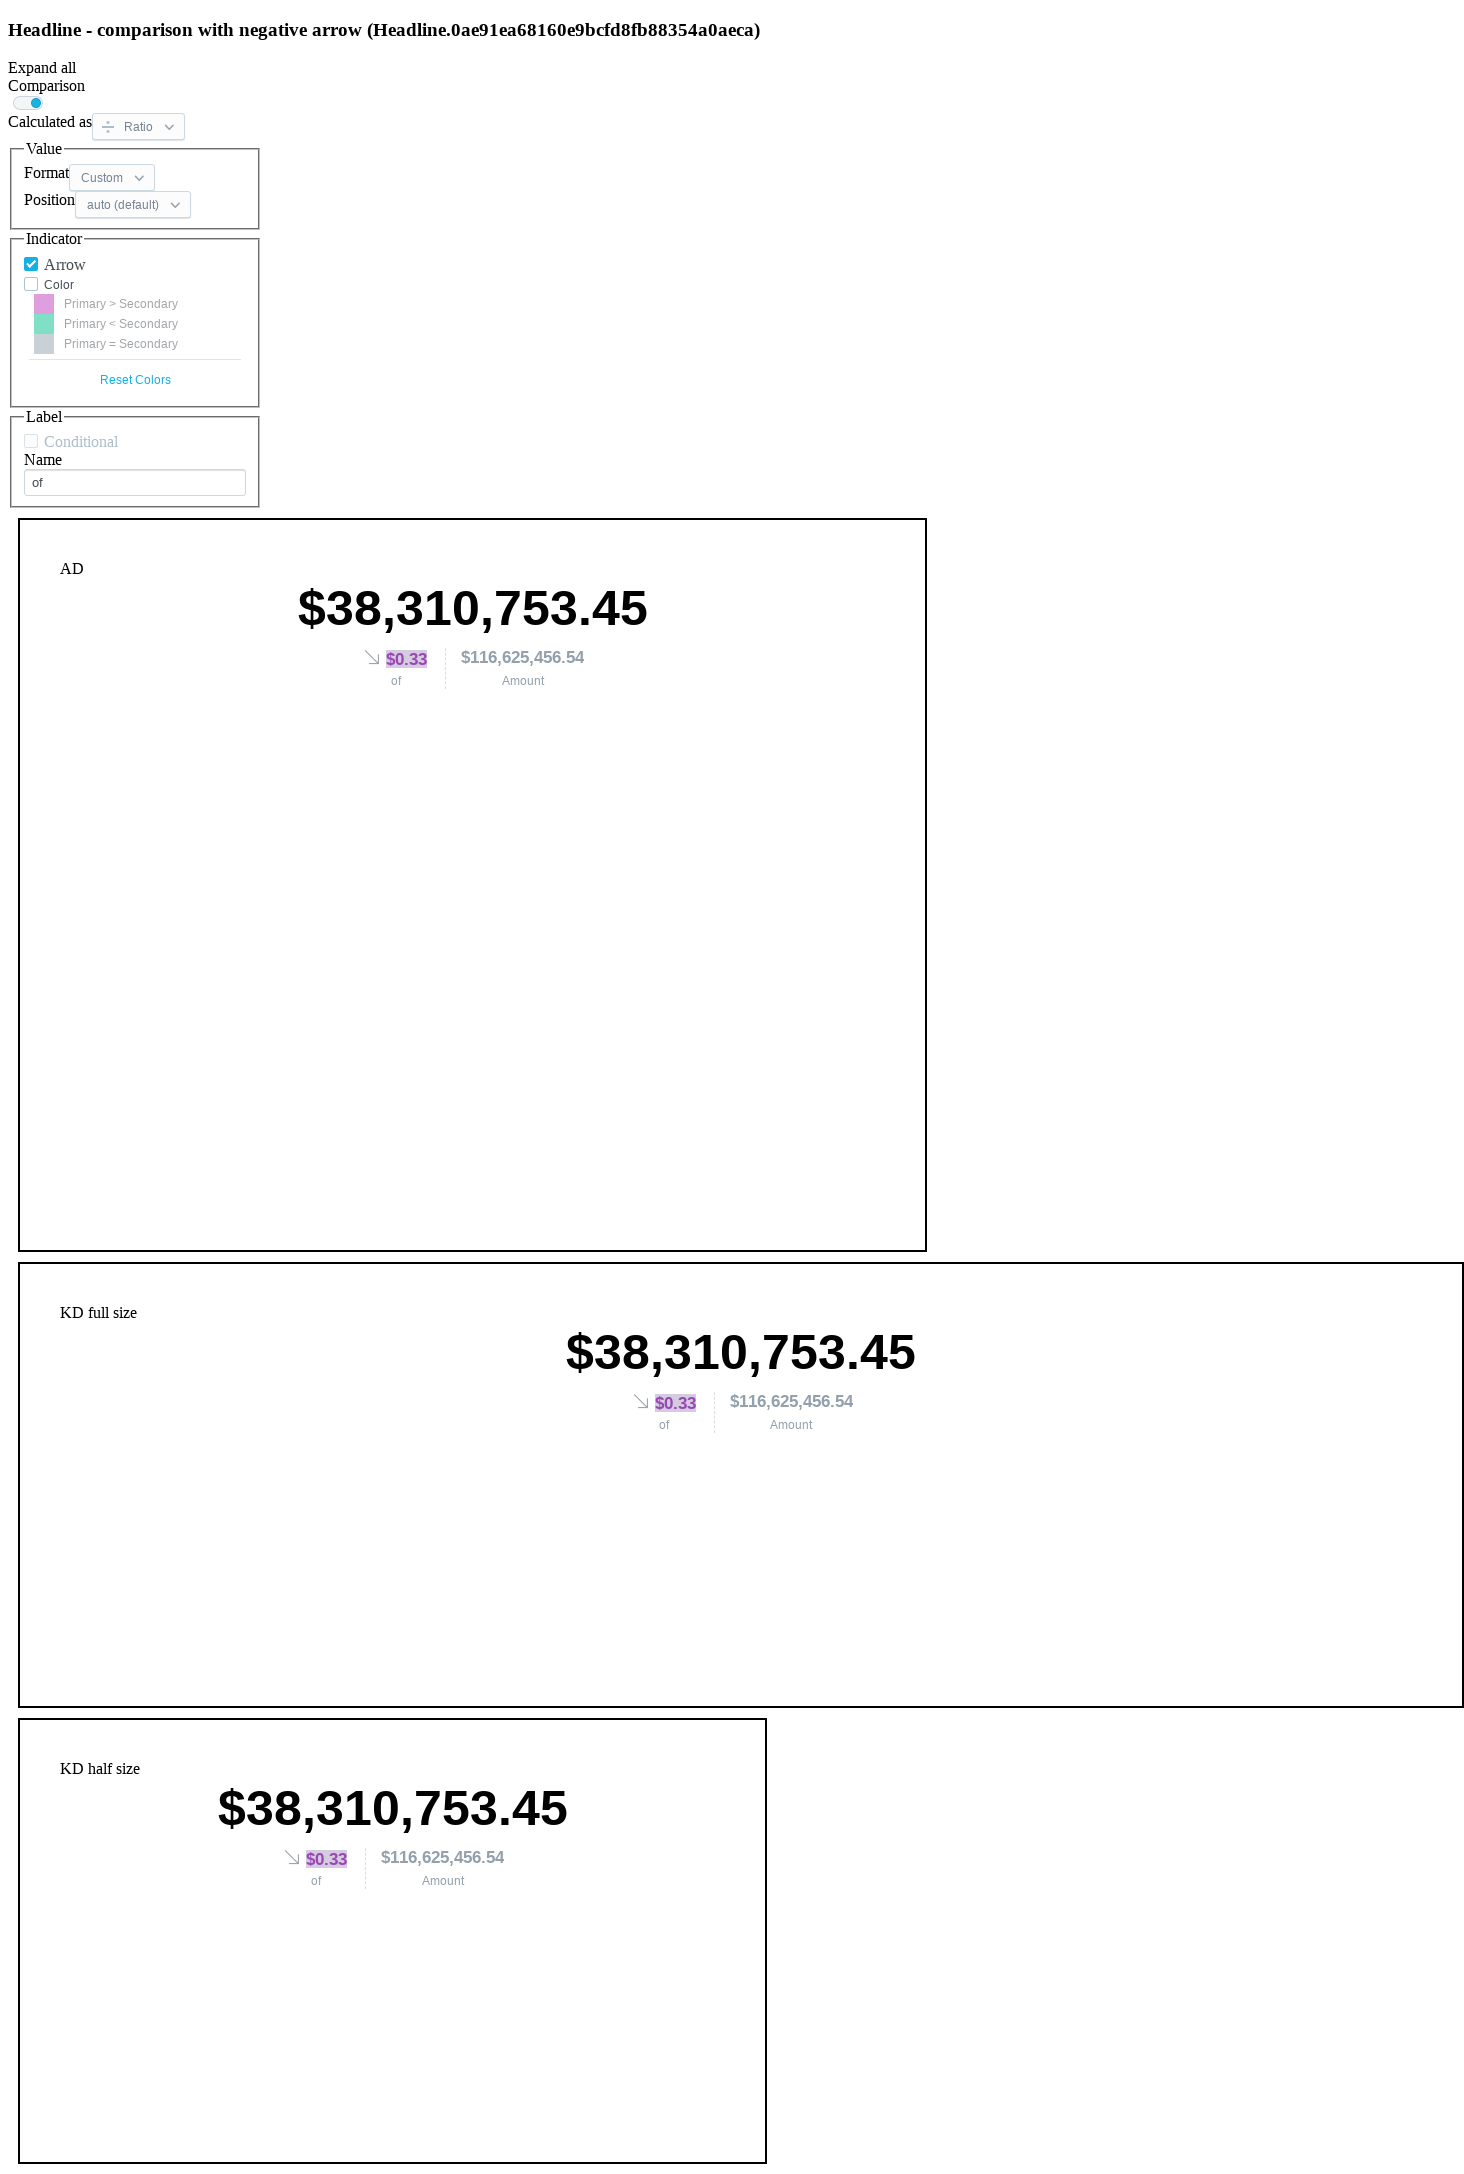 Headline - comparison with negative arrow (Headline.0ae91ea68160e9bcfd8fb88354a0aeca)
Expand all
Comparison
Calculated as Ratio
Value
Format Custom
Position auto (default)
Indicator
Arrow
Color
Primary > Secondary
Primary < Secondary
Primary = Secondary
Reset Colors
Label
Conditional
Name
of
AD
$38,310,753.45
$0.33 $116,625,456.54
of Amount
KD full size
$38,310,753.45
$0.33 $116,625,456.54
of Amount
KD half size
$38,310,753.45
$0.33 $116,625,456.54
of Amount